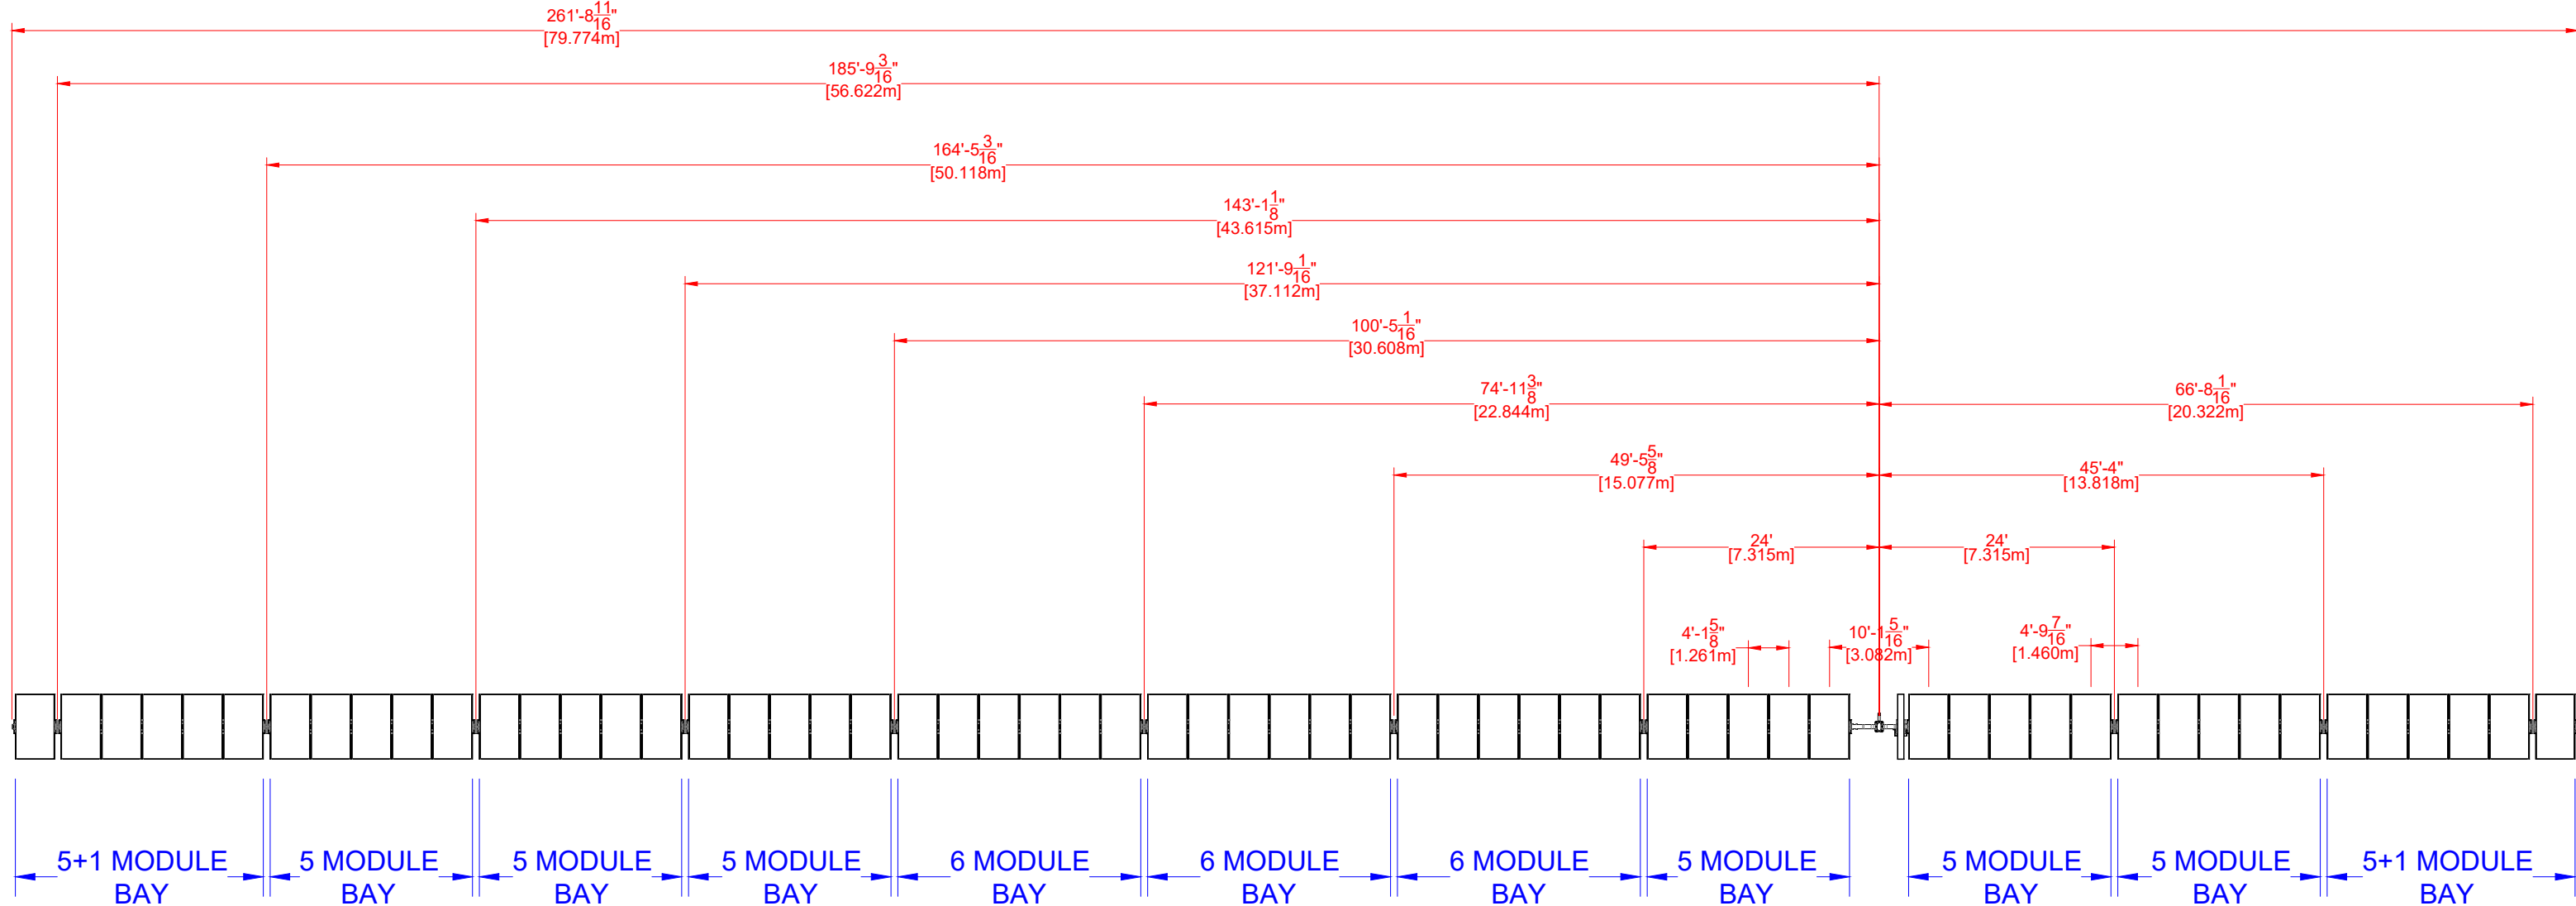 261'-8 11/16"
[79.774m]
185'-9 3/16"
[56.622m]
164'-5 3/16"
[50.118m]
143'-1 1/8"
[43.615m]
121'-9 1/16"
[37.112m]
100'-5 1/16"
[30.608m]
74'-11 3/8"
[22.844m]
66'-8 1/16"
[20.322m]
49'-5 5/8"
[15.077m]
45'-4"
[13.818m]
24'
[7.315m]
24'
[7.315m]
4'-1 5/8"
[1.261m]
10'-1 5/16"
[3.082m]
4'-9 7/16"
[1.460m]
5+1 MODULE
BAY
5 MODULE
BAY
5 MODULE
BAY
5 MODULE
BAY
6 MODULE
BAY
6 MODULE
BAY
6 MODULE
BAY
5 MODULE
BAY
5 MODULE
BAY
5 MODULE
BAY
5+1 MODULE
BAY